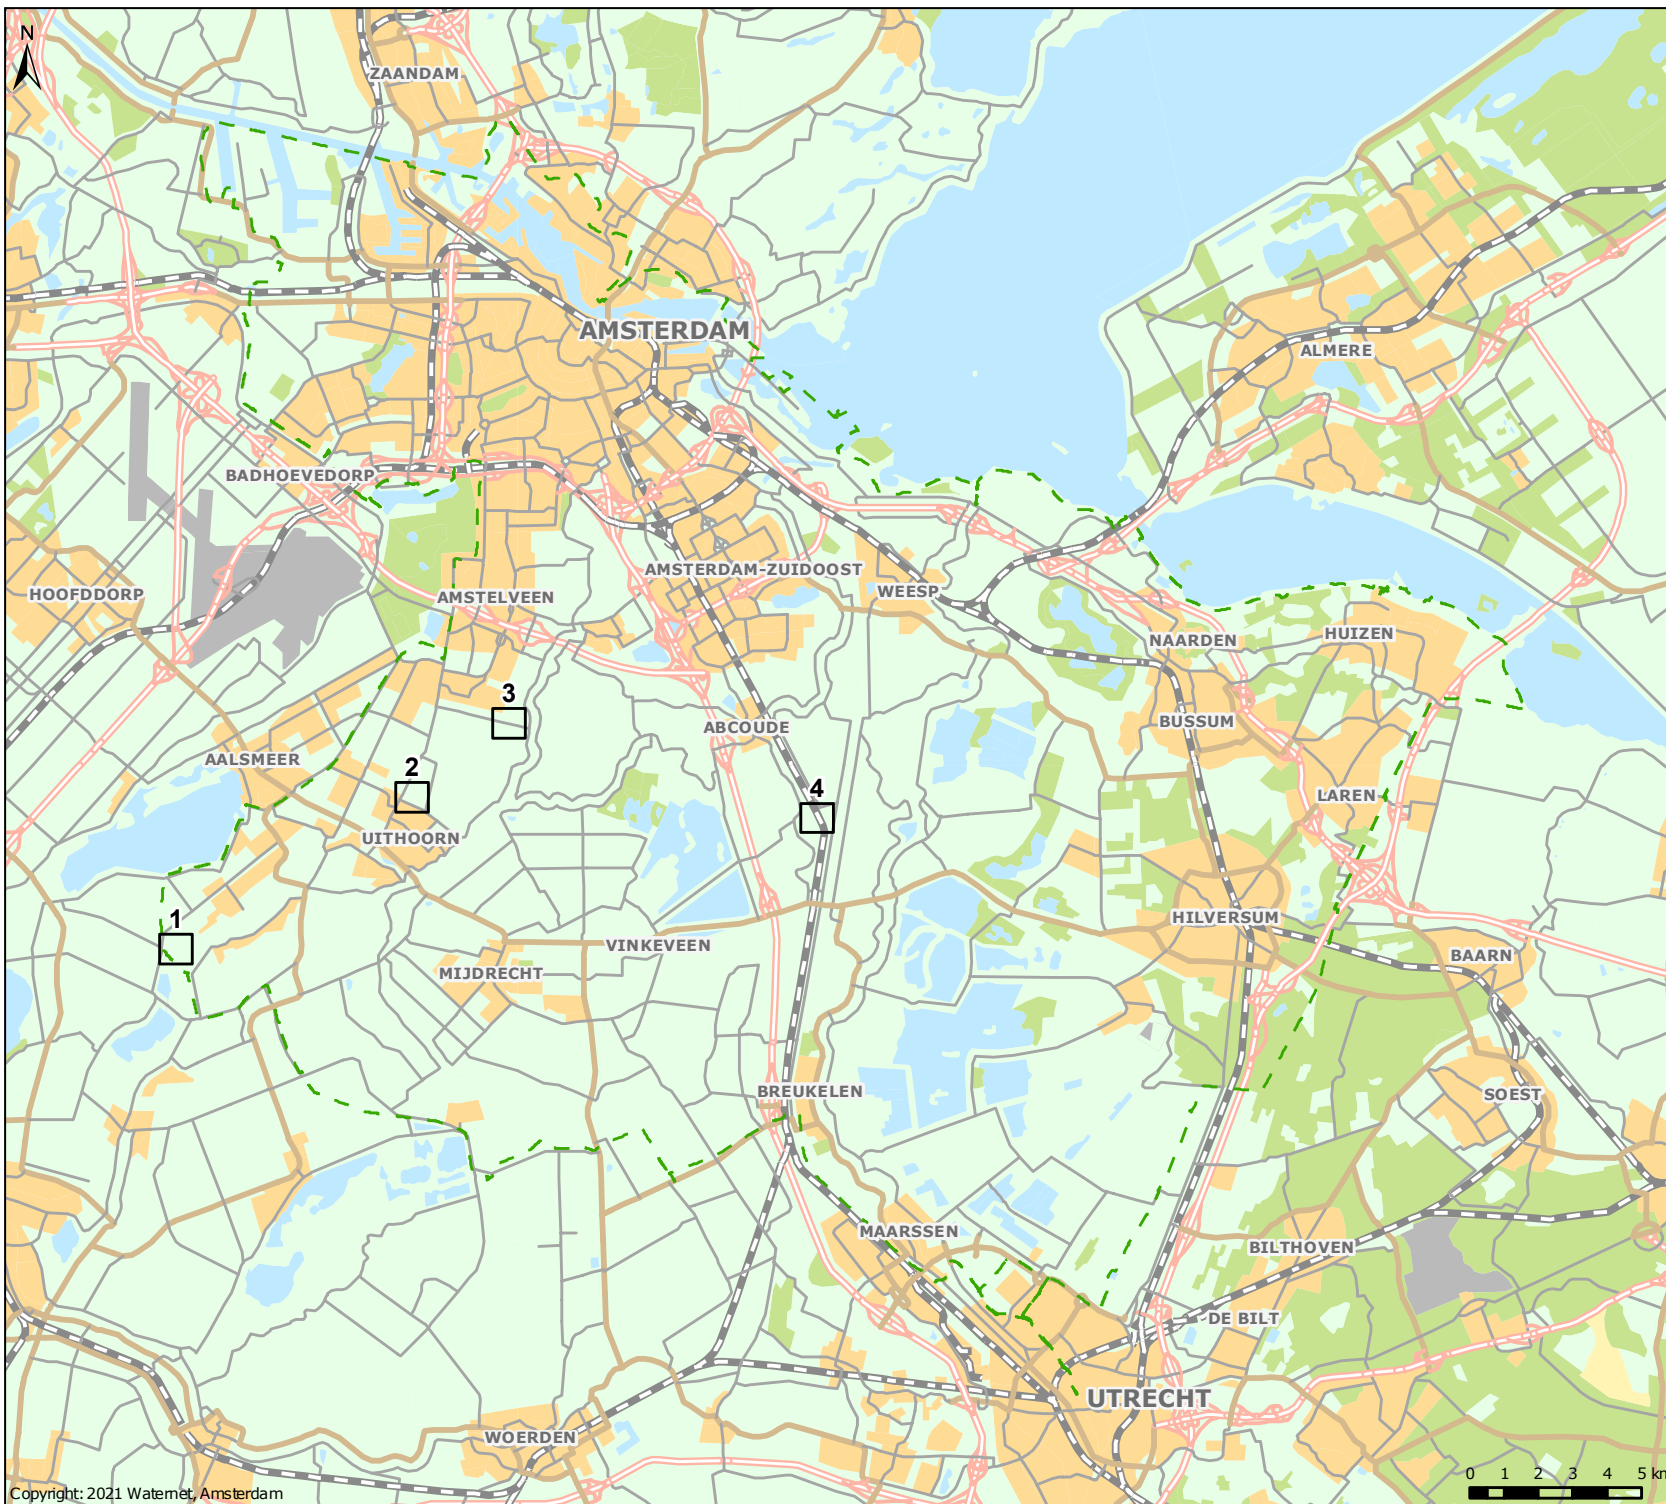 N
ZAANDAM
AMSTERDAM
ALMERE
BADHOEVEDORP
AMSTERDAM-ZUIDOOST
WEESP
HOOFDDORP
AMSTELVEEN
HUIZEN
NAARDEN
3
BUSSUM
ABCOUDE
AALSMEER
2
4
LAREN
UITHOORN
1
HILVERSUM
VINKEVEEN
BAARN
MIJDRECHT
BREUKELEN
SOEST
MAARSSEN
BILTHOVEN
DE BILT
UTRECHT
WOERDEN
0 1 2 3 4 5 km
Copyright: 2021 Waternet, Amsterdam